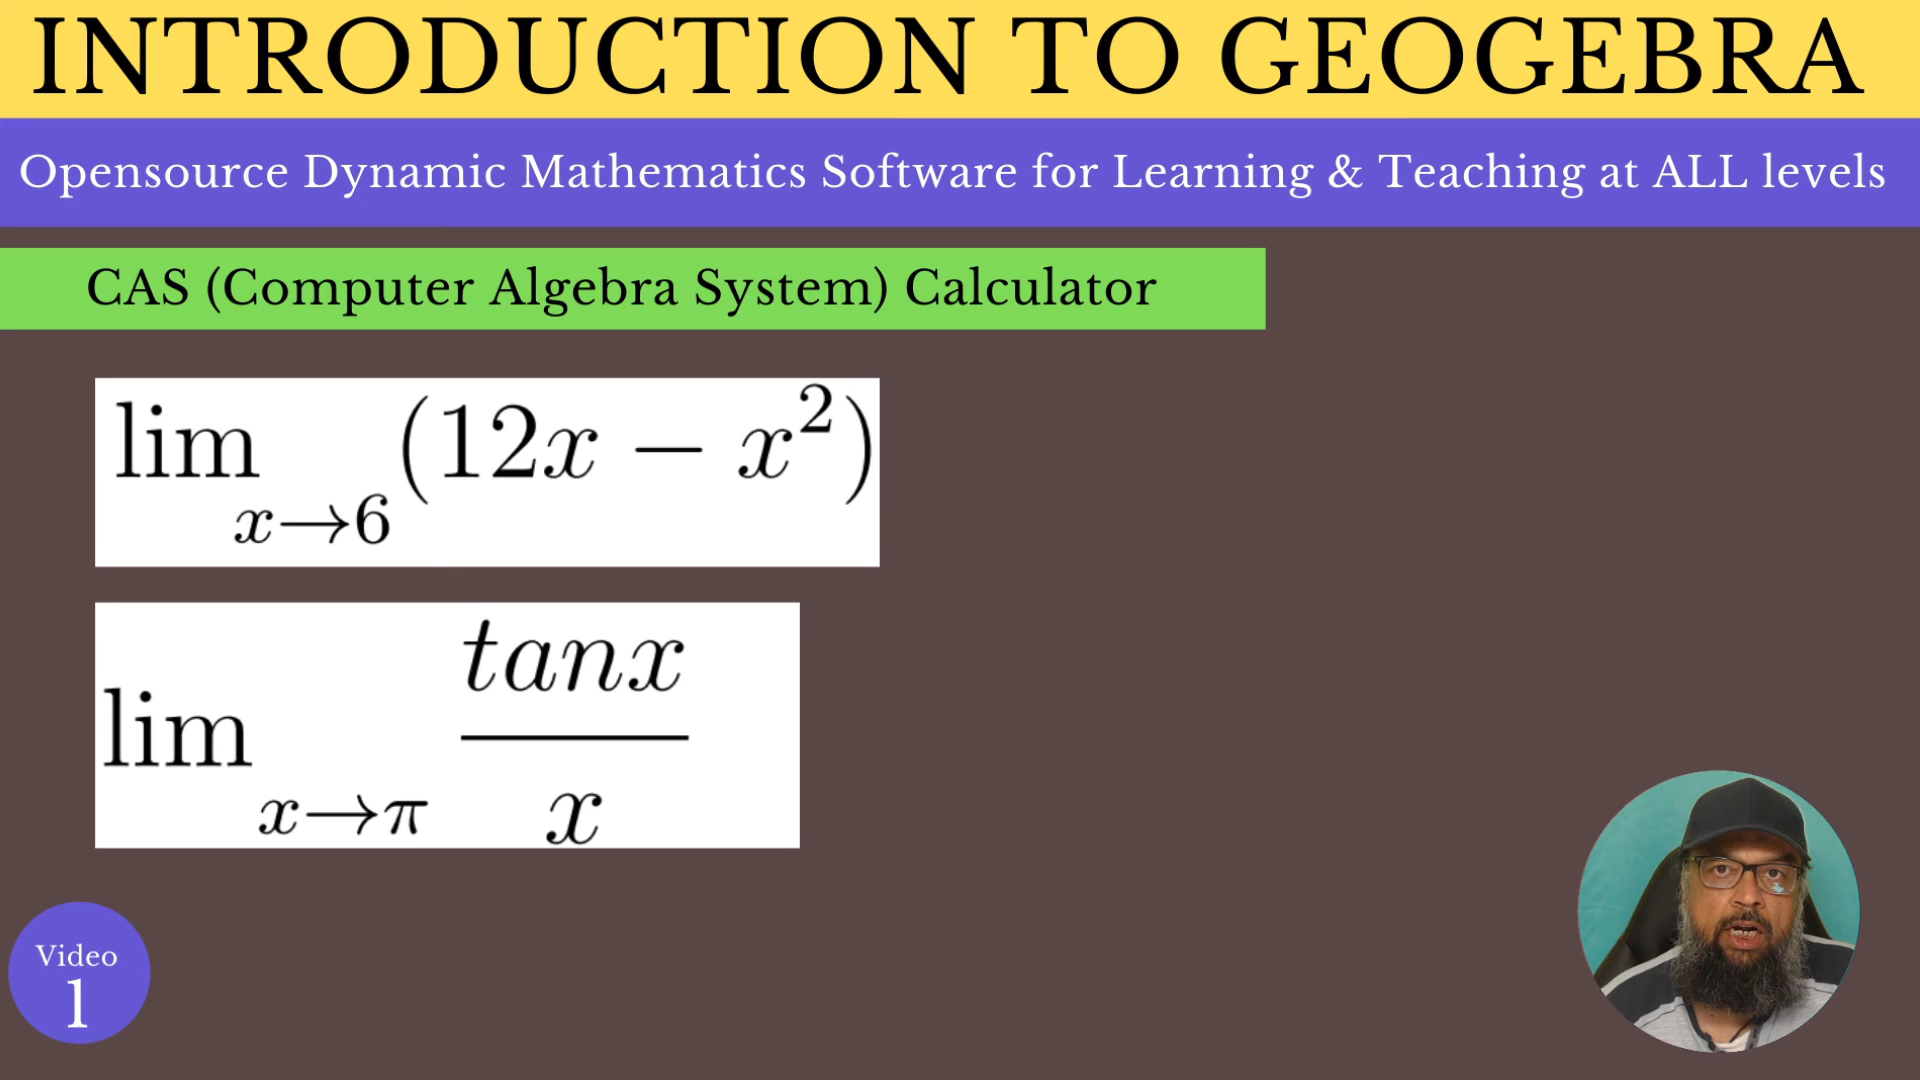 INTRODUCTION TO GEOGEBRA
Opensource Dynamic Mathematics Software for Learning & Teaching at ALL levels
CAS (Computer Algebra System) Calculator
lim x→6 (12x − x²)
lim x→π tanx / x
Video
1